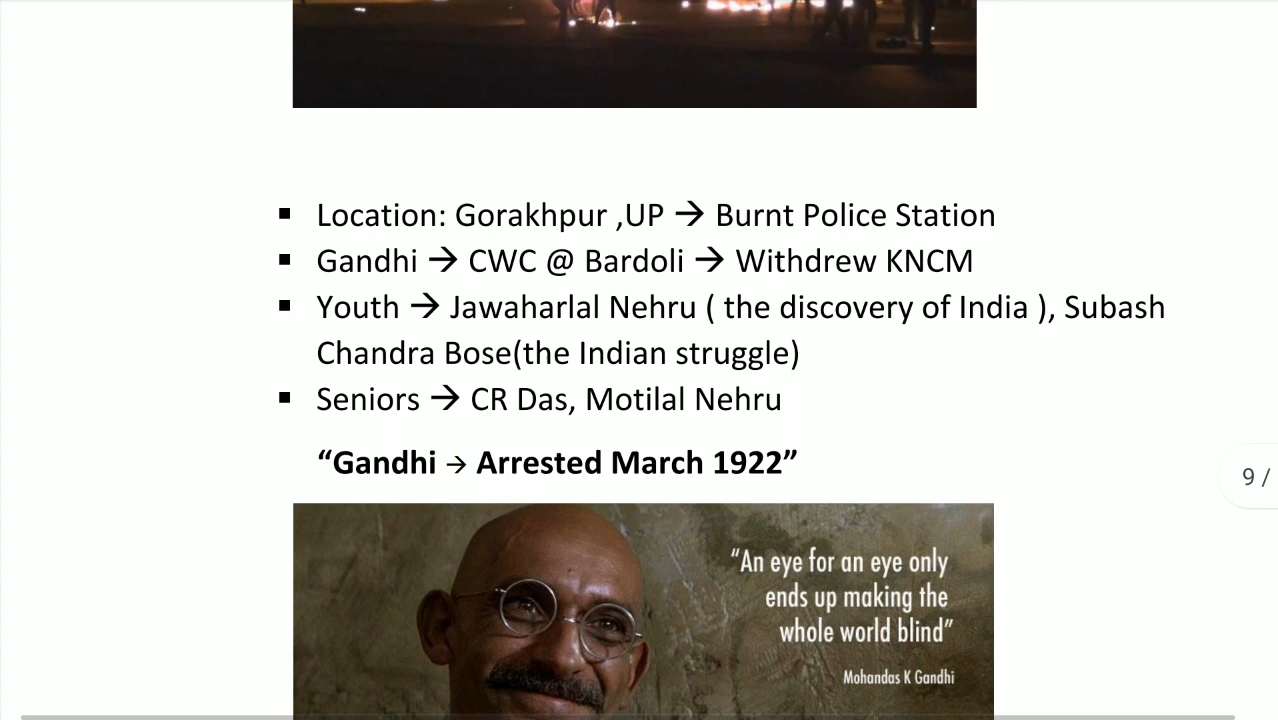 ▪ Location: Gorakhpur ,UP → Burnt Police Station
▪ Gandhi → CWC @ Bardoli → Withdrew KNCM
▪ Youth → Jawaharlal Nehru ( the discovery of India ), Subash
Chandra Bose(the Indian struggle)
▪ Seniors → CR Das, Motilal Nehru
“Gandhi → Arrested March 1922”
9 /
“An eye for an eye only
ends up making the
whole world blind”
Mohandas K Gandhi